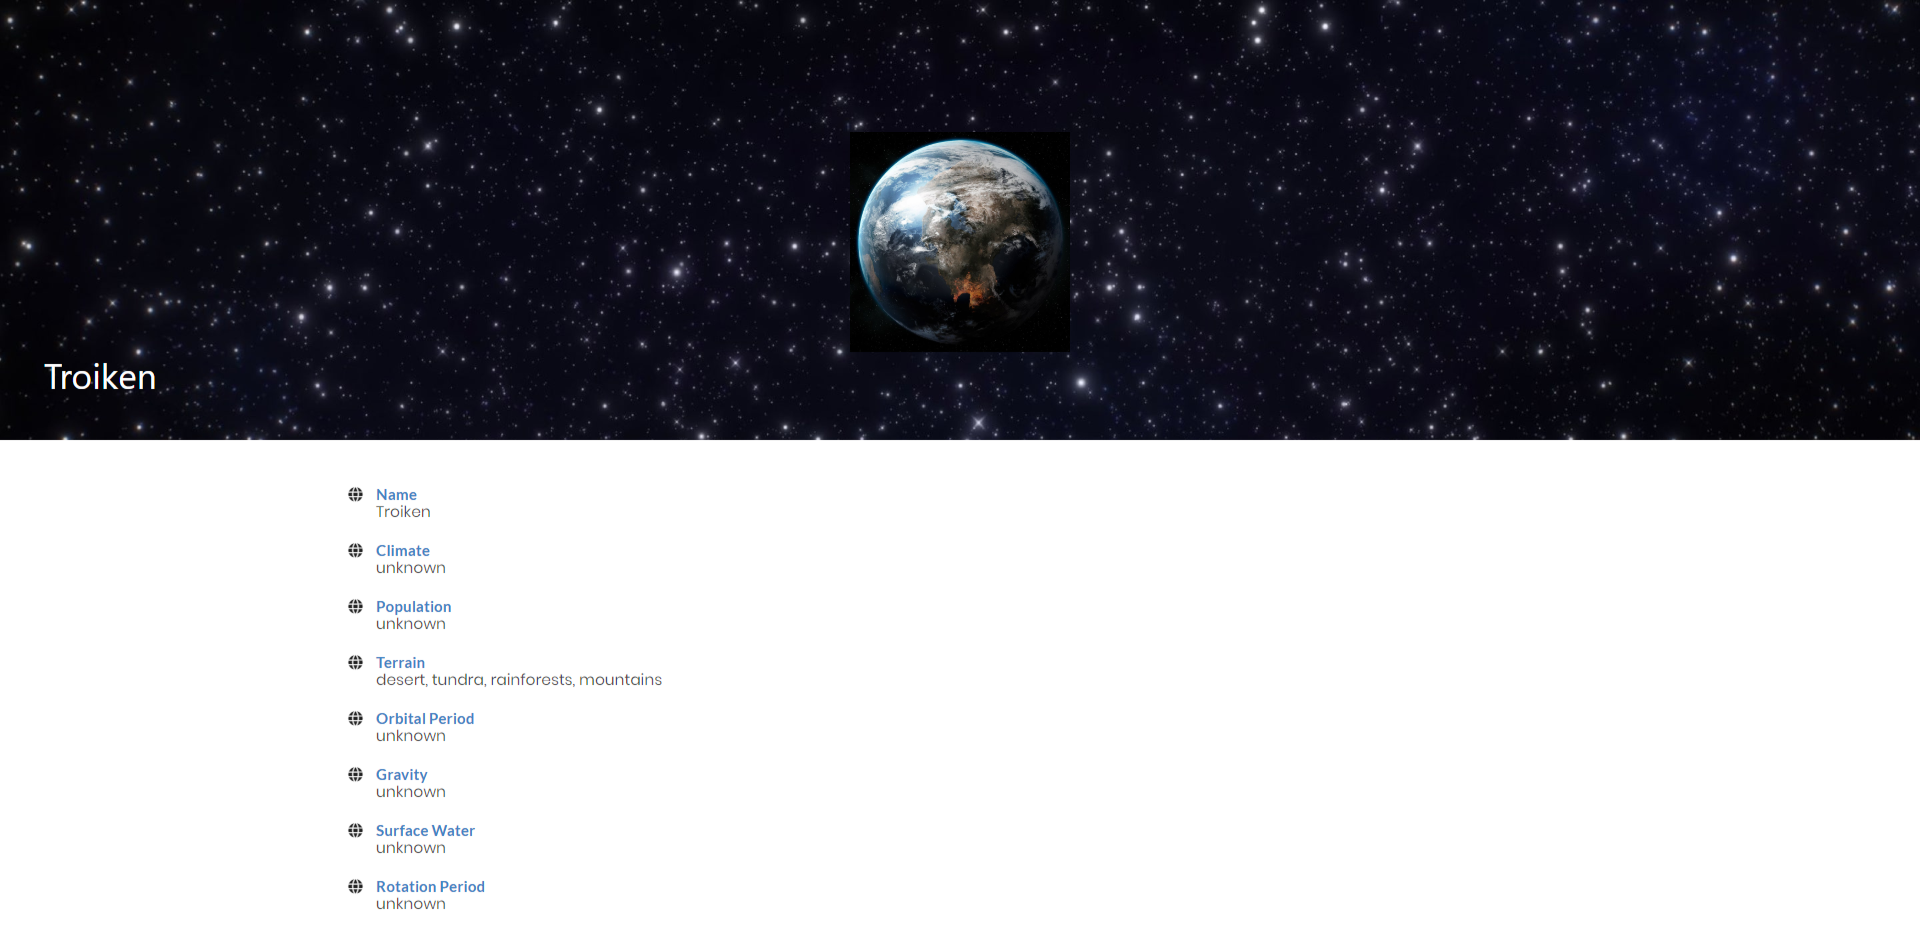 Troiken
Name
Troiken
Climate
unknown
Population
unknown
Terrain
desert, tundra, rainforests, mountains
Orbital Period
unknown
Gravity
unknown
Surface Water
unknown
Rotation Period
unknown